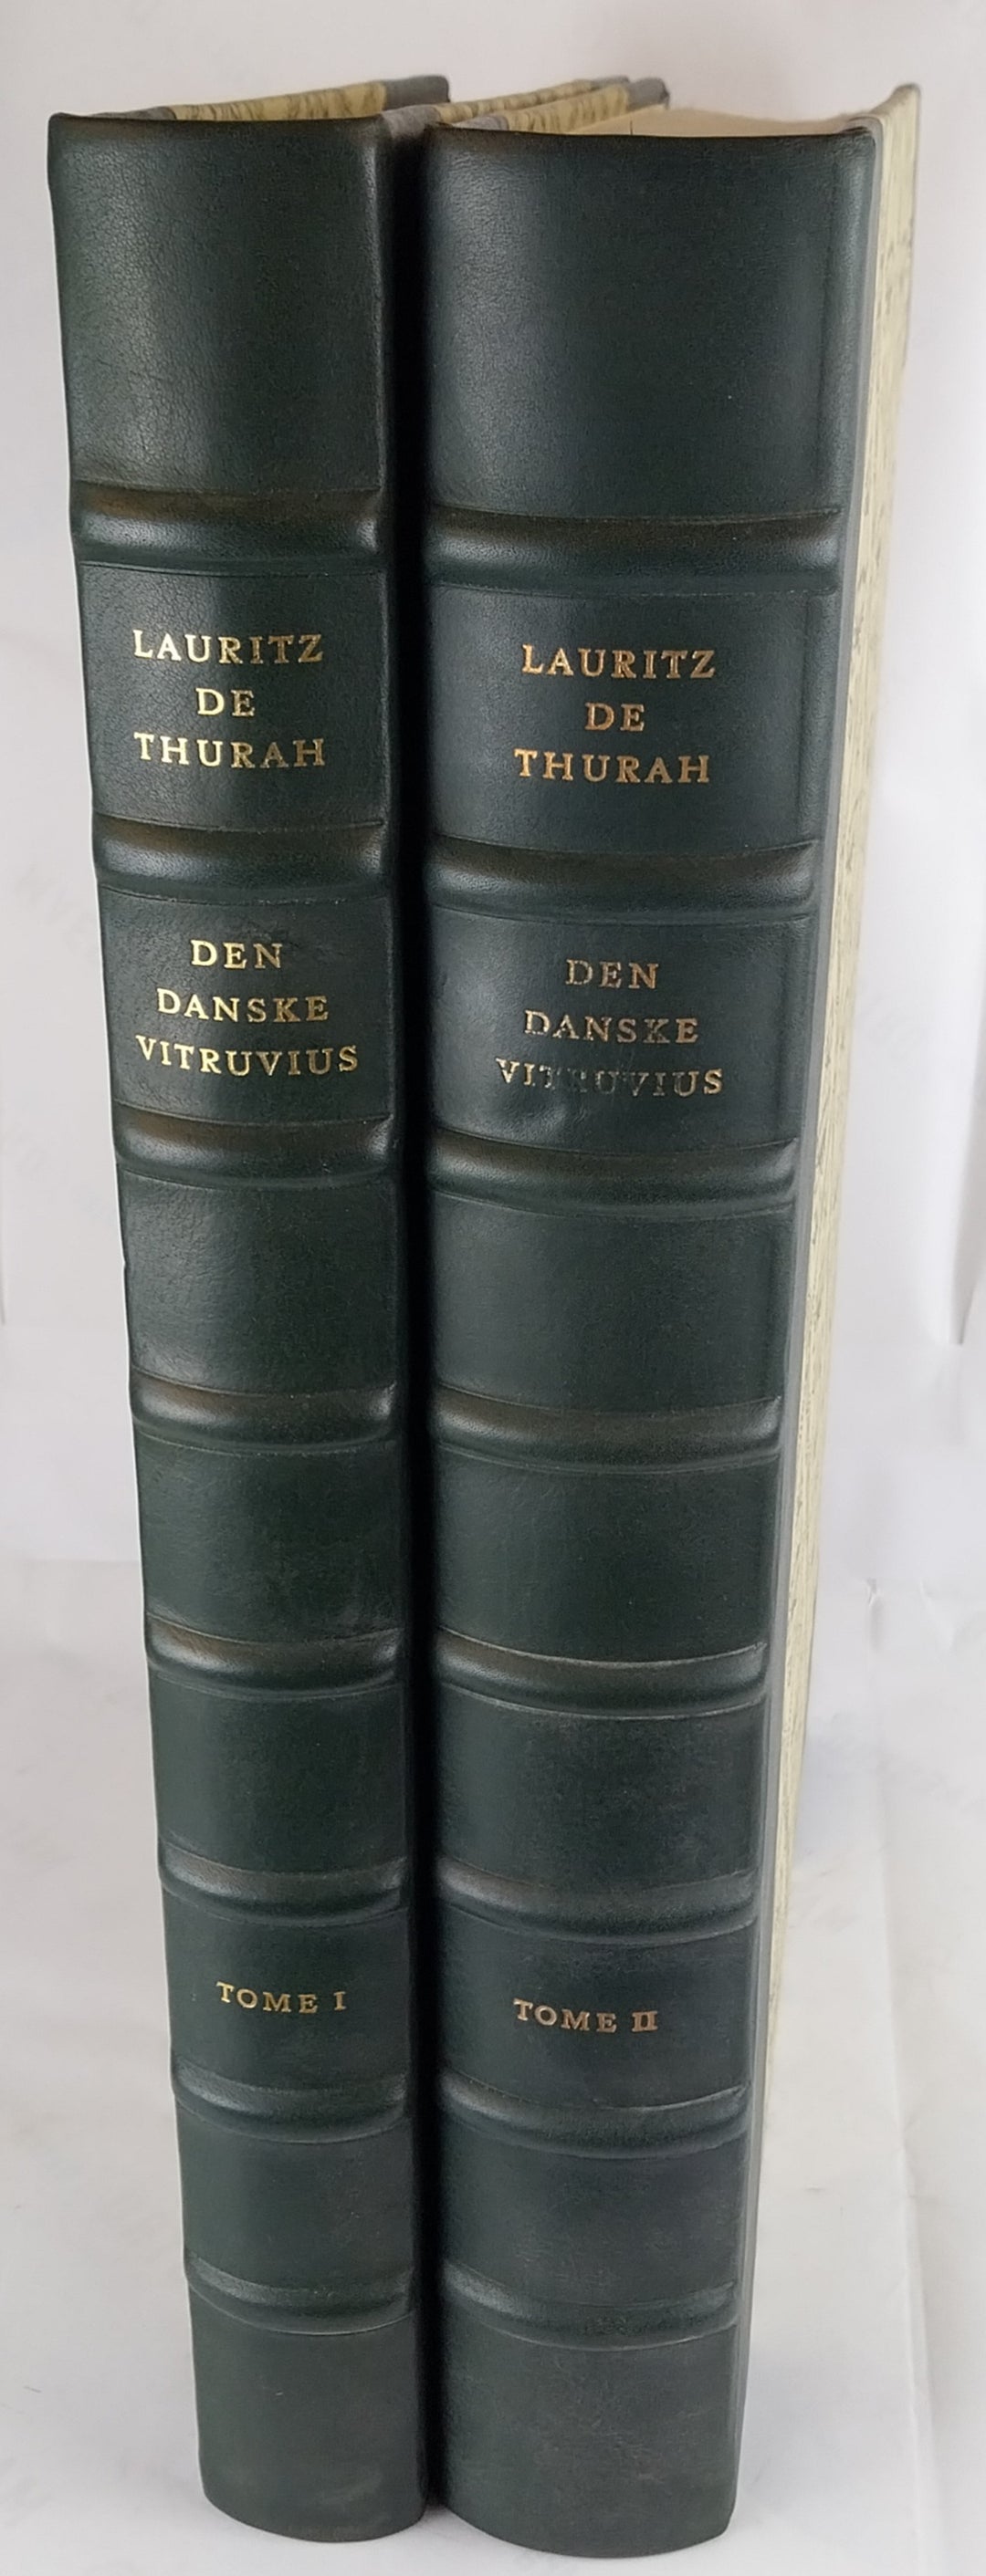 LAURITZ
DE
THURAH
DEN
DANSKE
VITRUVIUS
TOME I
LAURITZ
DE
THURAH
DEN
DANSKE
VITRUVIUS
TOME II